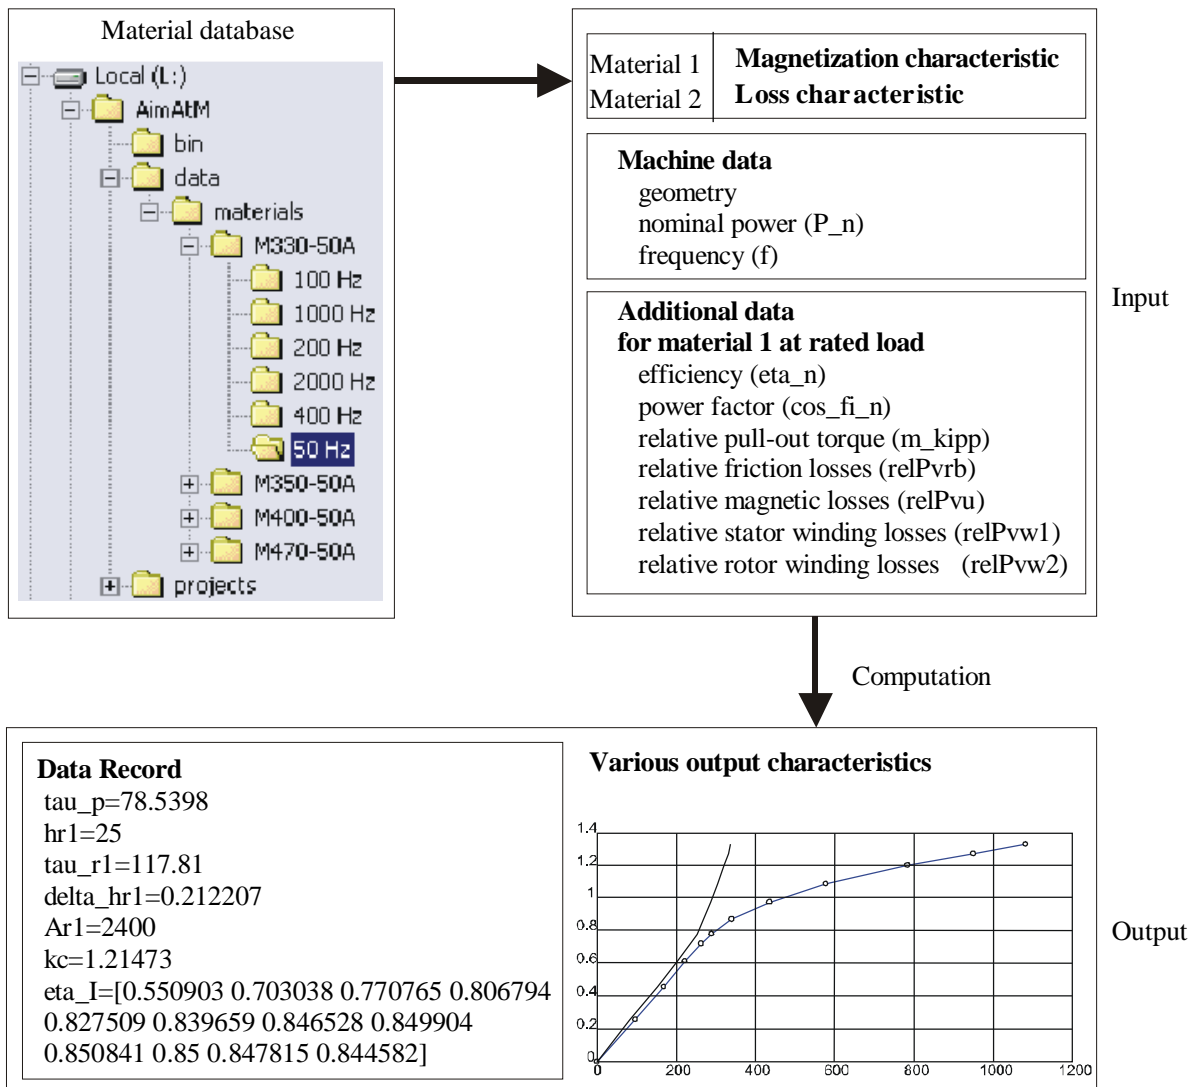 Material database
Local (L:)
AimAtM
bin
data
materials
M330-50A
100 Hz
1000 Hz
200 Hz
2000 Hz
400 Hz
50 Hz
M350-50A
M400-50A
M470-50A
projects
Material 1
Material 2
Magnetization characteristic
Loss characteristic
Machine data
geometry
nominal power (P_n)
frequency (f)
Additional data
for material 1 at rated load
efficiency (eta_n)
power factor (cos_fi_n)
relative pull-out torque (m_kipp)
relative friction losses (relPvrb)
relative magnetic losses (relPvu)
relative stator winding losses (relPvw1)
relative rotor winding losses (relPvw2)
Input
Computation
Data Record
tau_p=78.5398
hr1=25
tau_r1=117.81
delta_hr1=0.212207
Ar1=2400
kc=1.21473
eta_I=[0.550903 0.703038 0.770765 0.806794
0.827509 0.839659 0.846528 0.849904
0.850841 0.85 0.847815 0.844582]
Various output characteristics
1.4
1.2
1
0.8
0.6
0.4
0.2
0
0 200 400 600 800 1000 1200
Output